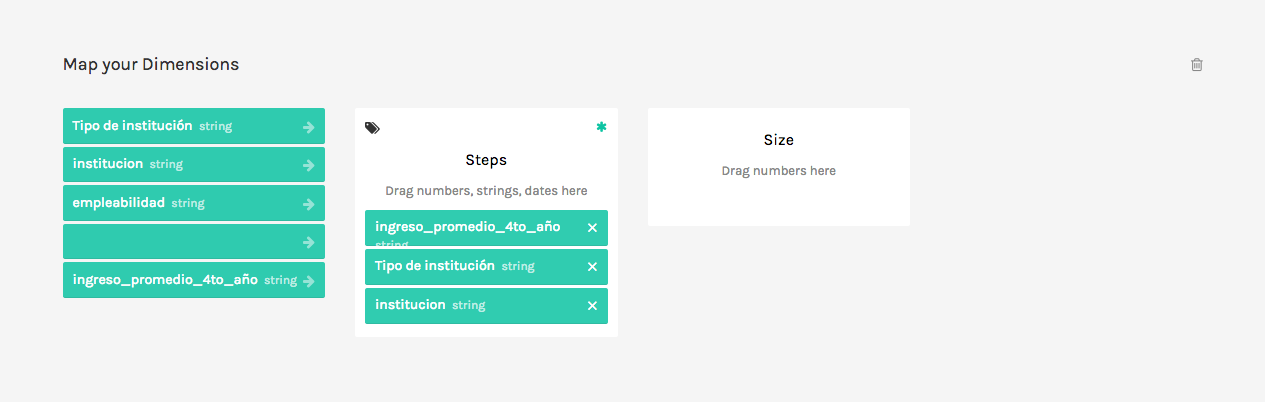 Map your Dimensions
Tipo de institución string
institucion string
empleabilidad string
ingreso_promedio_4to_año string
Steps
Drag numbers, strings, dates here
ingreso_promedio_4to_año
string
Tipo de institución string
institucion string
Size
Drag numbers here